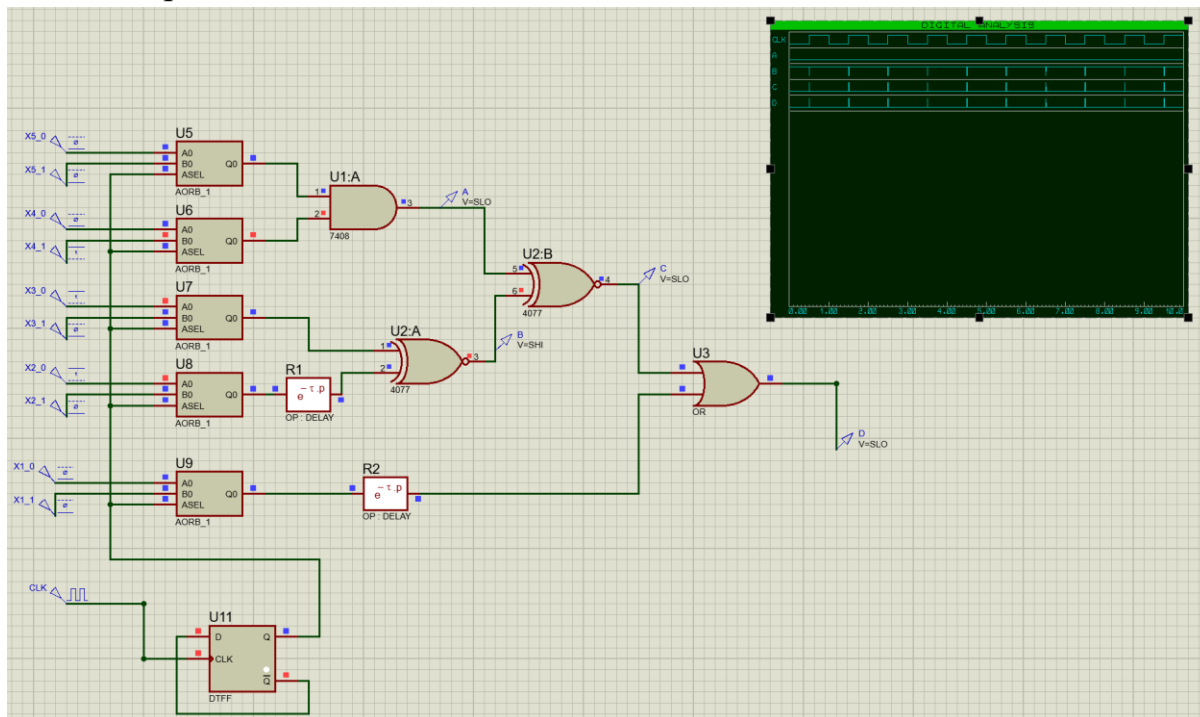 DIGITAL ANALYSIS
CLK
A
B
C
D
0.00 1.00 2.00 3.00 4.00 5.00 6.00 7.00 8.00 9.00 10.0
X5_0
X5_1
U5
A0
B0
ASEL
Q0
AORB_1
X4_0
X4_1
U6
A0
B0
ASEL
Q0
AORB_1
U1:A
1
2
3
7408
A
V=SLO
X3_0
X3_1
U7
A0
B0
ASEL
Q0
AORB_1
U2:B
5
6
4
4077
C
V=SLO
X2_0
X2_1
U8
A0
B0
ASEL
Q0
AORB_1
R1
e -τ.p
OP : DELAY
U2:A
1
2
3
4077
B
V=SHI
U3
OR
D
V=SLO
X1_0
X1_1
U9
A0
B0
ASEL
Q0
AORB_1
R2
e -τ.p
OP : DELAY
CLK
U11
D
Q
CLK
Q
DTFF